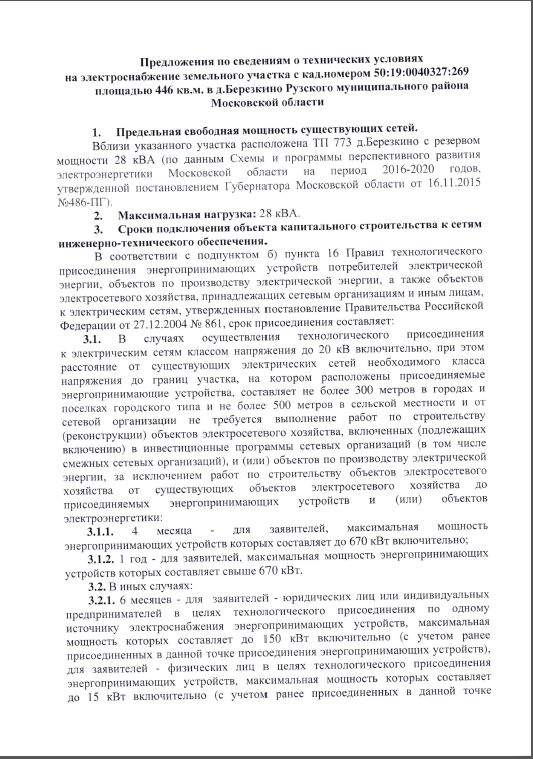 Предложения по сведениям о технических условиях
на электроснабжение земельного участка с кад.номером 50:19:0040327:269
площадью 446 кв.м. в д.Березкино Рузского муниципального района
Московской области
1. Предельная свободная мощность существующих сетей.
Вблизи указанного участка расположена ТП 773 д.Березкино с резервом
мощности 28 кВА (по данным Схемы и программы перспективного развития
электроэнергетики Московской области на период 2016-2020 годов,
утвержденной постановлением Губернатора Московской области от 16.11.2015
№486-ПГ).
2. Максимальная нагрузка: 28 кВА.
3. Сроки подключения объекта капитального строительства к сетям
инженерно-технического обеспечения.
В соответствии с подпунктом б) пункта 16 Правил технологического
присоединения энергопринимающих устройств потребителей электрической
энергии, объектов по производству электрической энергии, а также объектов
электросетевого хозяйства, принадлежащих сетевым организациям и иным лицам,
к электрическим сетям, утвержденных постановление Правительства Российской
Федерации от 27.12.2004 № 861, срок присоединения составляет:
3.1. В случаях осуществления технологического присоединения
к электрическим сетям классом напряжения до 20 кВ включительно, при этом
расстояние от существующих электрических сетей необходимого класса
напряжения до границ участка, на котором расположены присоединяемые
энергопринимающие устройства, составляет не более 300 метров в городах и
поселках городского типа и не более 500 метров в сельской местности и от
сетевой организации не требуется выполнение работ по строительству
(реконструкции) объектов электросетевого хозяйства, включенных (подлежащих
включению) в инвестиционные программы сетевых организаций (в том числе
смежных сетевых организаций), и (или) объектов по производству электрической
энергии, за исключением работ по строительству объектов электросетевого
хозяйства от существующих объектов электросетевого хозяйства до
присоединяемых энергопринимающих устройств и (или) объектов
электроэнергетики:
3.1.1. 4 месяца - для заявителей, максимальная мощность
энергопринимающих устройств которых составляет до 670 кВт включительно;
3.1.2. 1 год - для заявителей, максимальная мощность энергопринимающих
устройств которых составляет свыше 670 кВт.
3.2. В иных случаях:
3.2.1. 6 месяцев - для заявителей - юридических лиц или индивидуальных
предпринимателей в целях технологического присоединения по одному
источнику электроснабжения энергопринимающих устройств, максимальная
мощность которых составляет до 150 кВт включительно (с учетом ранее
присоединенных в данной точке присоединения энергопринимающих устройств),
для заявителей - физических лиц в целях технологического присоединения
энергопринимающих устройств, максимальная мощность которых составляет
до 15 кВт включительно (с учетом ранее присоединенных в данной точке